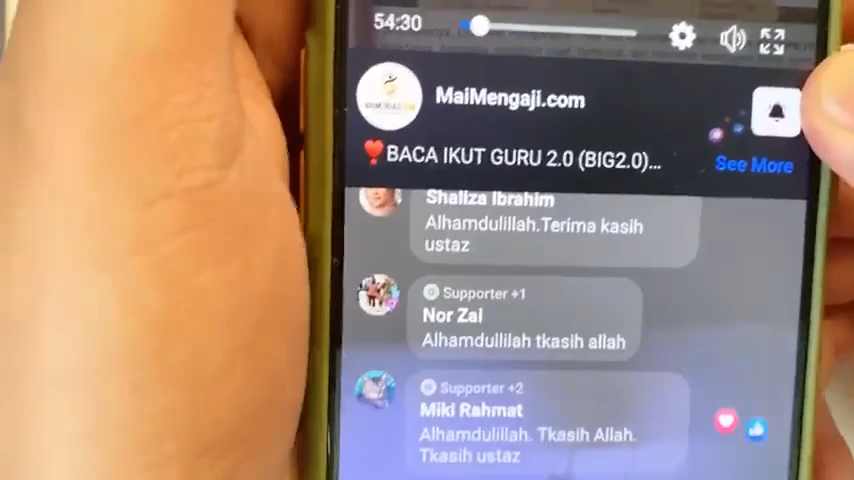 54:30
MaiMengaji.com
❣BACA IKUT GURU 2.0 (BIG2.0)...
See More
Shaliza Ibrahim
Alhamdulillah.Terima kasih
ustaz
Supporter +1
Nor Zai
Alhamdullilah tkasih allah
Supporter +2
Miki Rahmat
Alhamdulillah. Tkasih Allah.
Tkasih ustaz